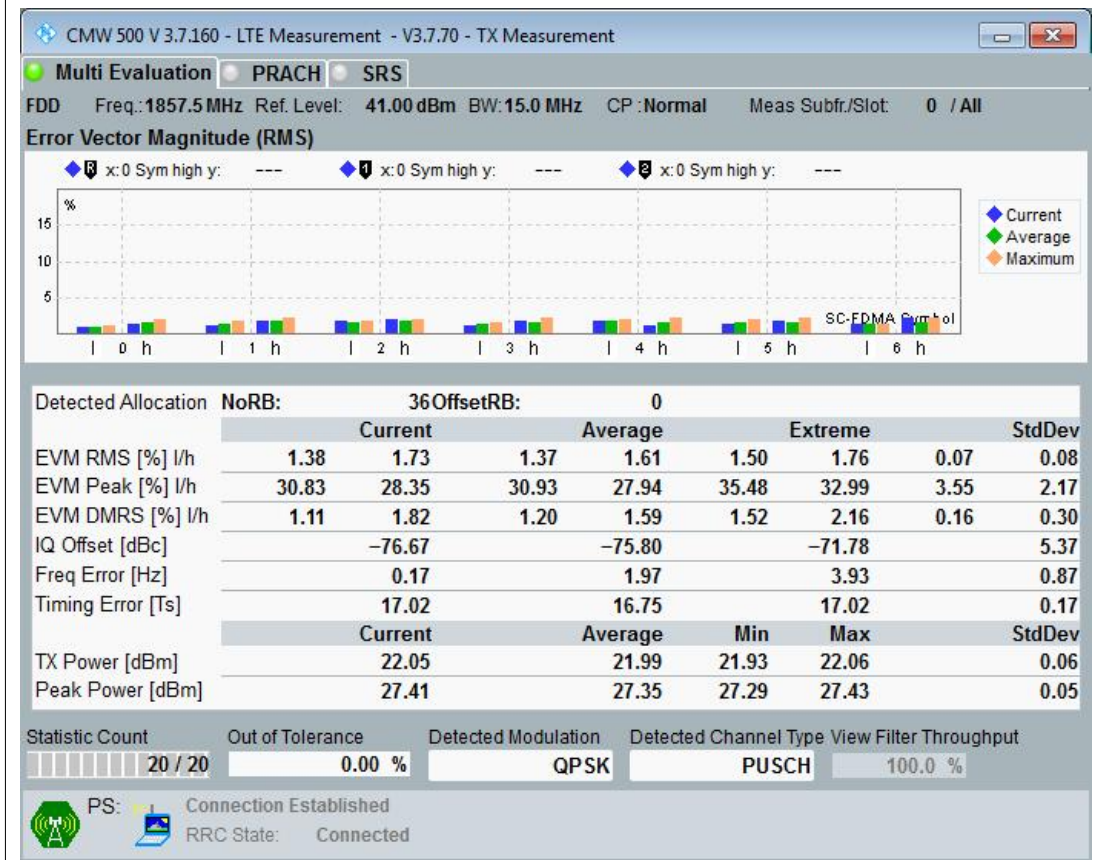 CMW 500 V 3.7.160 - LTE Measurement - V3.7.70 - TX Measurement
Multi Evaluation PRACH SRS
FDD Freq.: 1857.5 MHz Ref. Level: 41.00 dBm BW: 15.0 MHz CP : Normal Meas Subfr./Slot: 0 / All
Error Vector Magnitude (RMS)
R x: 0 Sym high y: --- 1 x: 0 Sym high y: --- 2 x: 0 Sym high y: ---
%
15
10
5
Current
Average
Maximum
SC-FDMA Symbol
l 0 h l 1 h l 2 h l 3 h l 4 h l 5 h l 6 h
Detected Allocation NoRB: 36 OffsetRB: 0
Current Average Extreme StdDev
EVM RMS [%] l/h 1.38 1.73 1.37 1.61 1.50 1.76 0.07 0.08
EVM Peak [%] l/h 30.83 28.35 30.93 27.94 35.48 32.99 3.55 2.17
EVM DMRS [%] l/h 1.11 1.82 1.20 1.59 1.52 2.16 0.16 0.30
IQ Offset [dBc] −76.67 −75.80 −71.78 5.37
Freq Error [Hz] 0.17 1.97 3.93 0.87
Timing Error [Ts] 17.02 16.75 17.02 0.17
Current Average Min Max StdDev
TX Power [dBm] 22.05 21.99 21.93 22.06 0.06
Peak Power [dBm] 27.41 27.35 27.29 27.43 0.05
Statistic Count Out of Tolerance Detected Modulation Detected Channel Type View Filter Throughput
20 / 20 0.00 % QPSK PUSCH 100.0 %
PS: Connection Established
RRC State: Connected